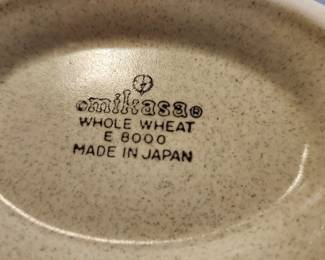 ©mikasa®
WHOLE WHEAT
E 8000
MADE IN JAPAN